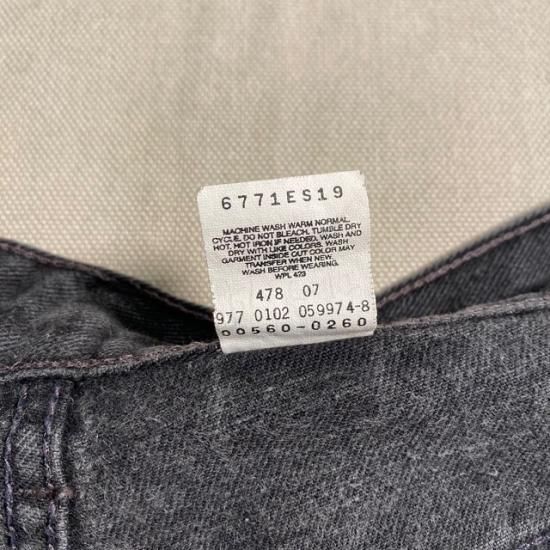 6771ES19
MACHINE WASH WARM NORMAL
CYCLE. DO NOT BLEACH. TUMBLE DRY
HOT. HOT IRON IF NEEDED. WASH AND
DRY WITH LIKE COLORS. WASH
GARMENT INSIDE OUT COLOR MAY
TRANSFER WHEN NEW.
WASH BEFORE WEARING.
WPL 423
478 07
977 0102 059974-8
00560-0260